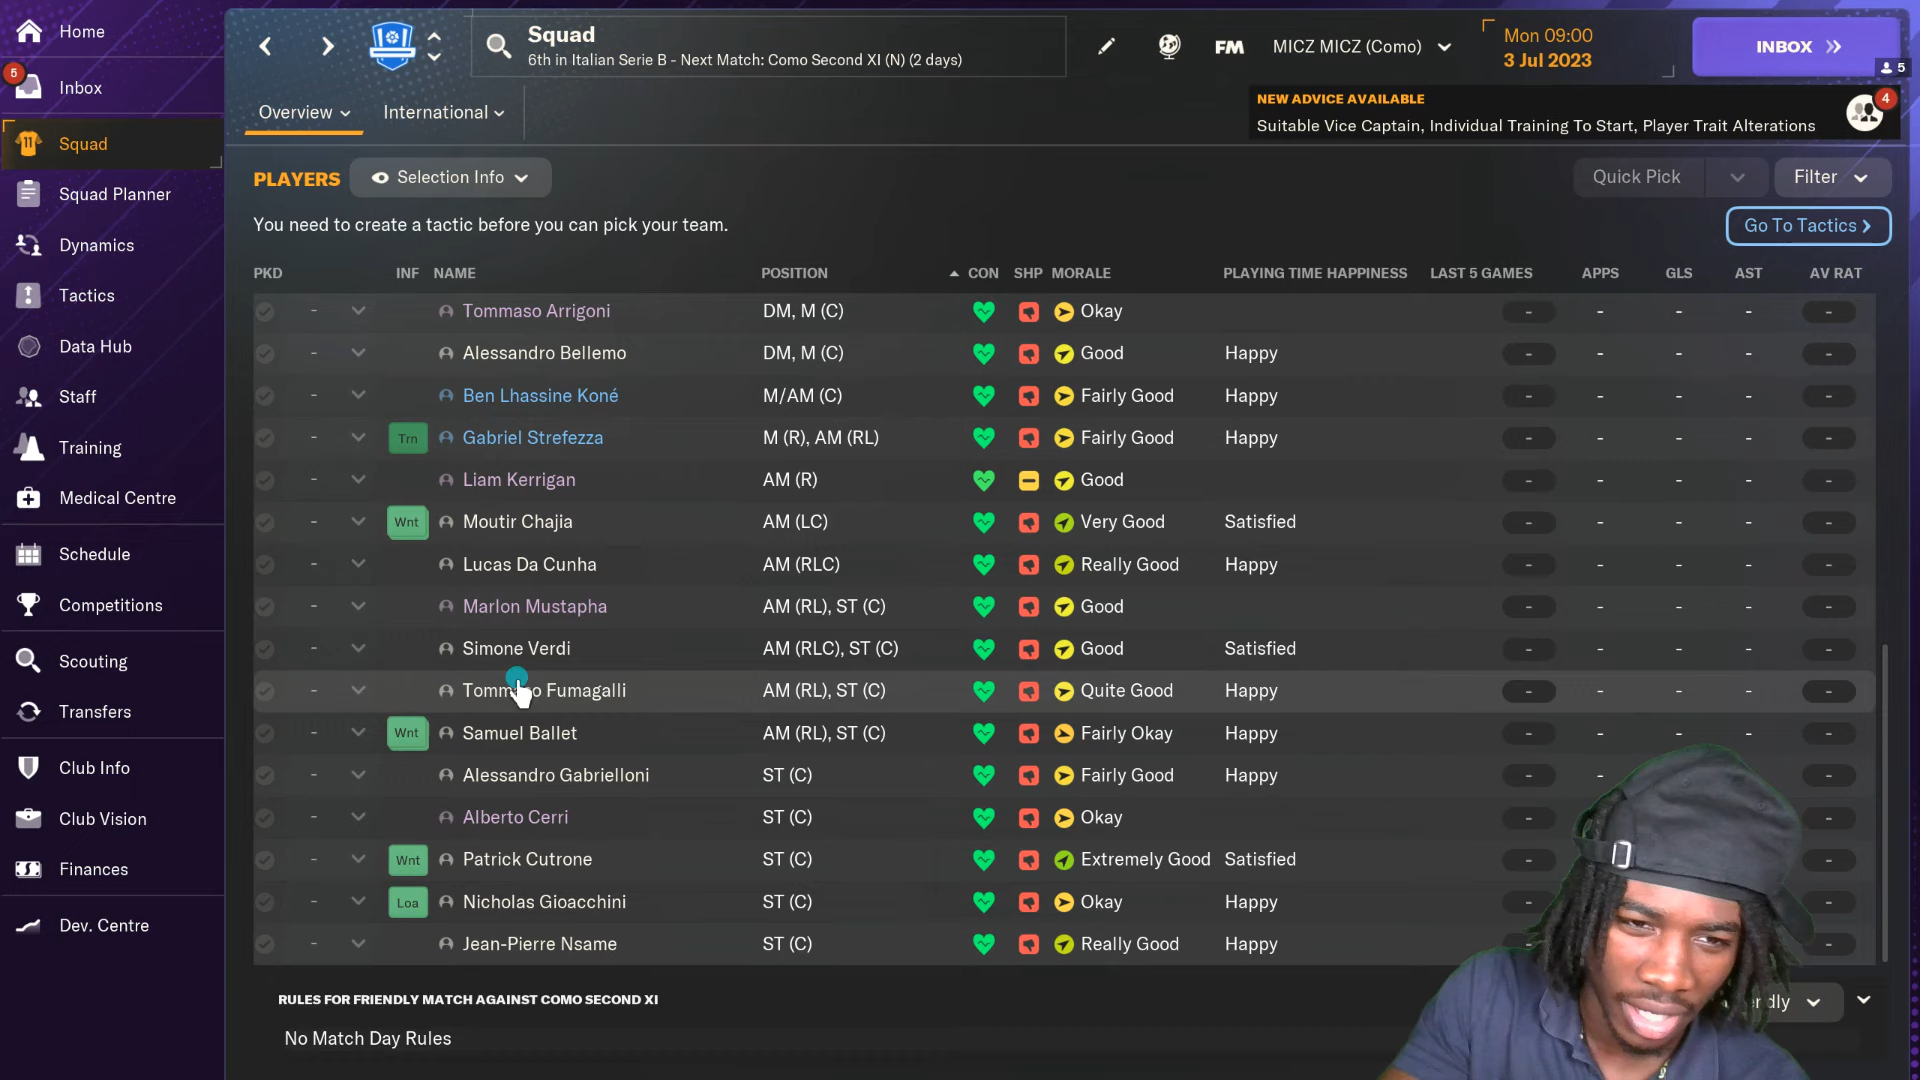 Home
5
Inbox
Squad
Squad Planner
Dynamics
Tactics
Data Hub
Staff
Training
Medical Centre
Schedule
Competitions
Scouting
Transfers
Club Info
Club Vision
Finances
Dev. Centre
Squad
6th in Italian Serie B - Next Match: Como Second XI (N) (2 days)
FM
MICZ MICZ (Como)
Mon 09:00
3 Jul 2023
INBOX
5
Overview
International
NEW ADVICE AVAILABLE
Suitable Vice Captain, Individual Training To Start, Player Trait Alterations
4
PLAYERS
Selection Info
Quick Pick
Filter
You need to create a tactic before you can pick your team.
Go To Tactics
PKD INF NAME POSITION CON SHP MORALE PLAYING TIME HAPPINESS LAST 5 GAMES APPS GLS AST AV RAT
- Tommaso Arrigoni DM, M (C) Okay - - - - -
- Alessandro Bellemo DM, M (C) Good Happy - - - - -
- Ben Lhassine Koné M/AM (C) Fairly Good Happy - - - - -
- Trn Gabriel Strefezza M (R), AM (RL) Fairly Good Happy - - - - -
- Liam Kerrigan AM (R) Good - - - - -
- Wnt Moutir Chajia AM (LC) Very Good Satisfied - - - - -
- Lucas Da Cunha AM (RLC) Really Good Happy - - - - -
- Marlon Mustapha AM (RL), ST (C) Good - - - - -
- Simone Verdi AM (RLC), ST (C) Good Satisfied - - - - -
- Fumagalli AM (RL), ST (C) Quite Good Happy - - - - -
- Wnt Samuel Ballet AM (RL), ST (C) Fairly Okay Happy - - - - -
- Alessandro Gabrielloni ST (C) Fairly Good Happy - - -
- Alberto Cerri ST (C) Okay - -
- Wnt Patrick Cutrone ST (C) Extremely Good Satisfied - -
- Loa Nicholas Gioacchini ST (C) Okay Happy - -
- Jean-Pierre Nsame ST (C) Really Good Happy - -
RULES FOR FRIENDLY MATCH AGAINST COMO SECOND XI
No Match Day Rules